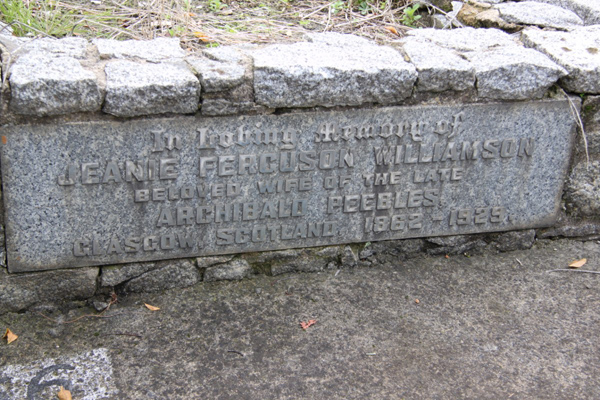 In Loving Memory of
JEANIE FERGUSON WILLIAMSON
BELOVED WIFE OF THE LATE
ARCHIBALD PEEBLES.
GLASGOW, SCOTLAND. 1862 - 1929.